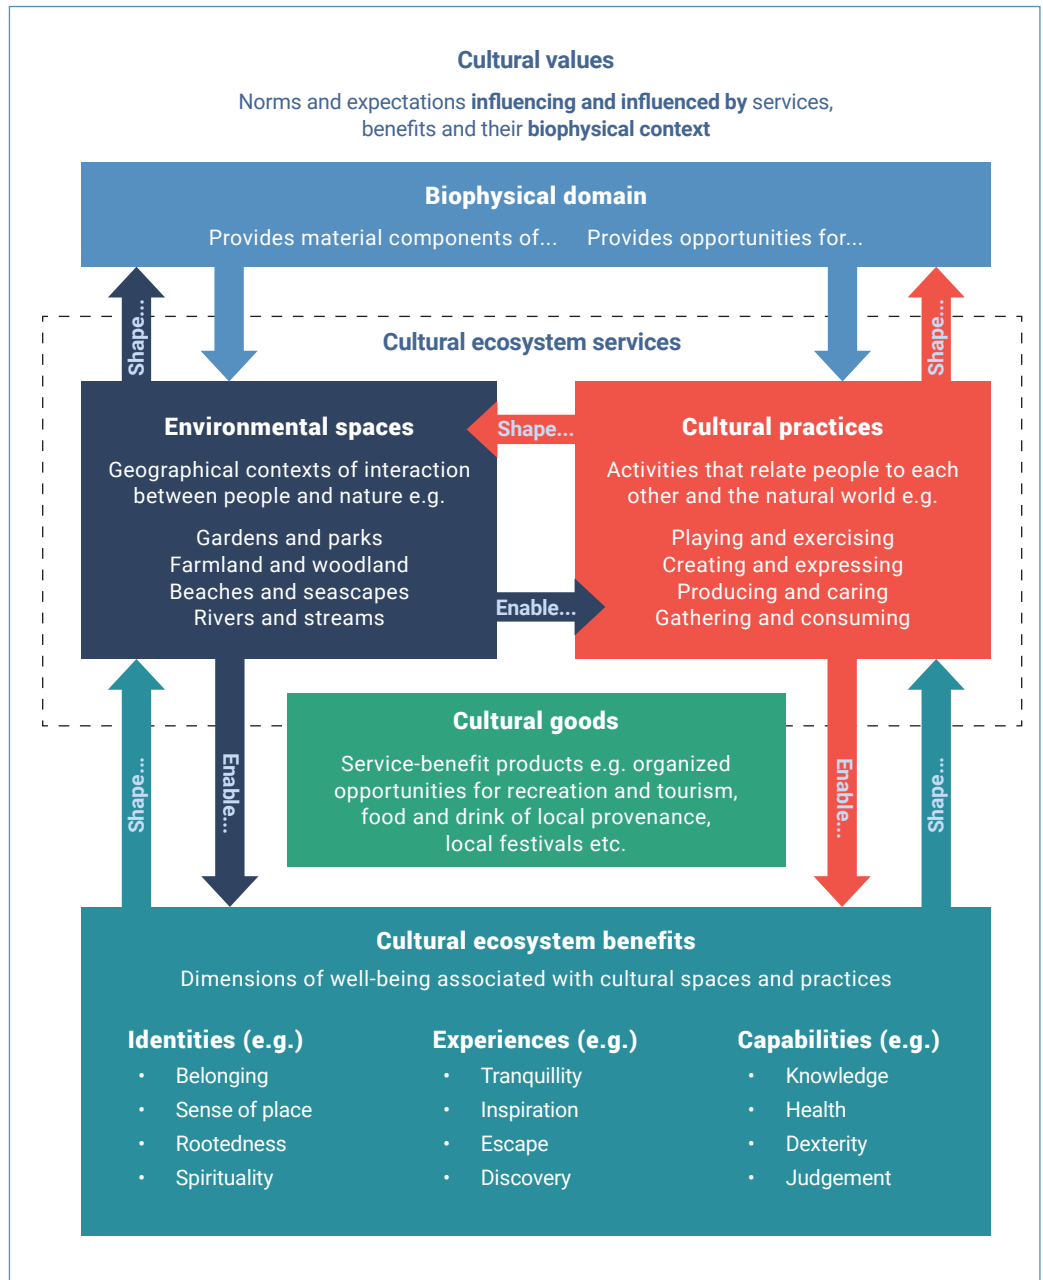 Cultural values
Norms and expectations influencing and influenced by services,
benefits and their biophysical context
Biophysical domain
Provides material components of... Provides opportunities for...
Shape...
Shape...
Cultural ecosystem services
Environmental spaces
Geographical contexts of interaction
between people and nature e.g.
Gardens and parks
Farmland and woodland
Beaches and seascapes
Rivers and streams
Shape...
Enable...
Cultural practices
Activities that relate people to each
other and the natural world e.g.
Playing and exercising
Creating and expressing
Producing and caring
Gathering and consuming
Shape...
Enable...
Cultural goods
Service-benefit products e.g. organized
opportunities for recreation and tourism,
food and drink of local provenance,
local festivals etc.
Enable...
Shape...
Cultural ecosystem benefits
Dimensions of well-being associated with cultural spaces and practices
Identities (e.g.)
• Belonging
• Sense of place
• Rootedness
• Spirituality
Experiences (e.g.)
• Tranquillity
• Inspiration
• Escape
• Discovery
Capabilities (e.g.)
• Knowledge
• Health
• Dexterity
• Judgement